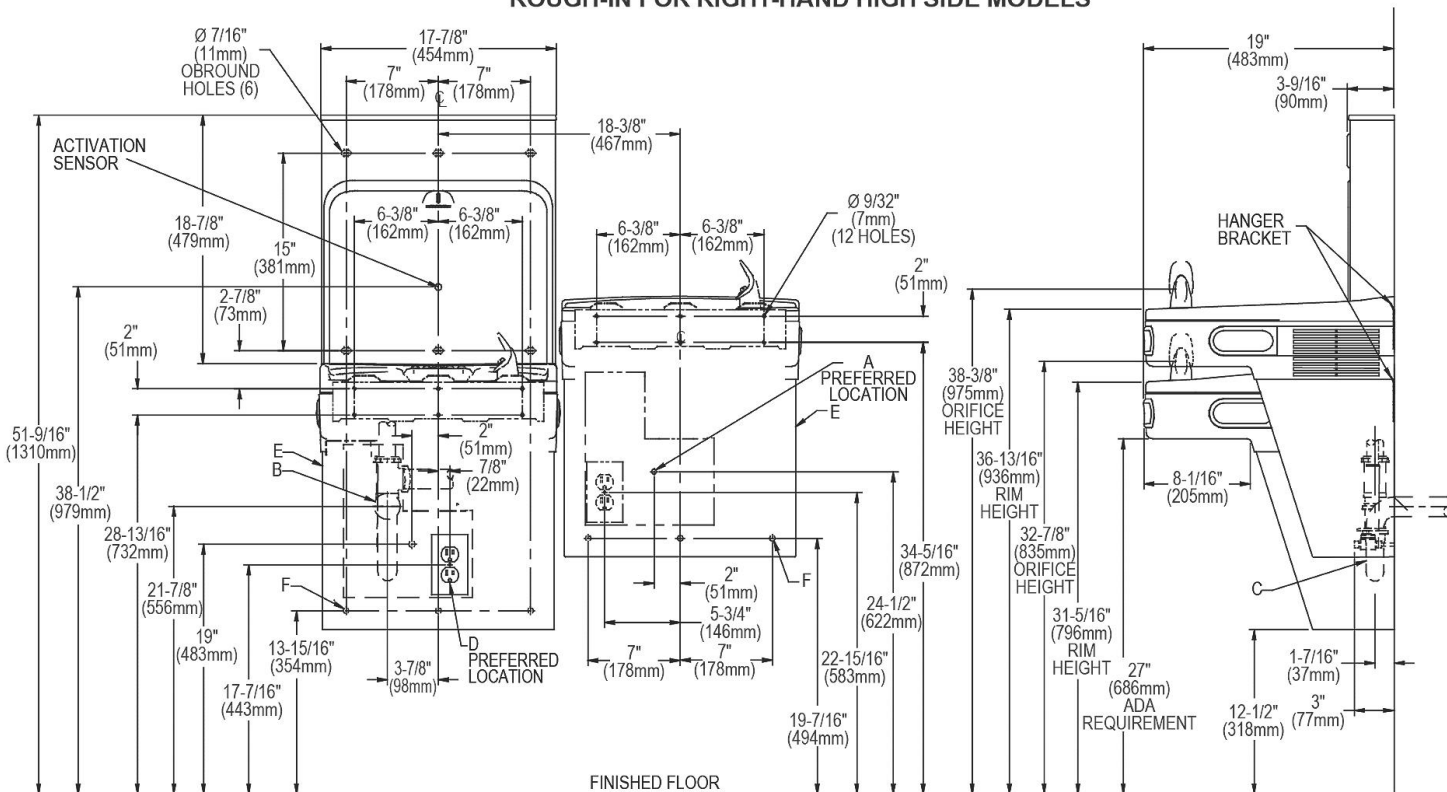 ROUGH-IN FOR RIGHT-HAND HIGH SIDE MODELS
Ø 7/16"
(11mm)
OBROUND
HOLES (6)
17-7/8"
(454mm)
7"
(178mm)
7"
(178mm)
℄
18-3/8"
(467mm)
19"
(483mm)
3-9/16"
(90mm)
ACTIVATION
SENSOR
18-7/8"
(479mm)
15"
(381mm)
2-7/8"
(73mm)
2"
(51mm)
6-3/8"
(162mm)
6-3/8"
(162mm)
6-3/8"
(162mm)
6-3/8"
(162mm)
Ø 9/32"
(7mm)
(12 HOLES)
2"
(51mm)
HANGER
BRACKET
℄
A
PREFERRED
LOCATION
E
51-9/16"
(1310mm)
38-1/2"
(979mm)
28-13/16"
(732mm)
21-7/8"
(556mm)
19"
(483mm)
17-7/16"
(443mm)
13-15/16"
(354mm)
E
B
F
2"
(51mm)
7/8"
(22mm)
3-7/8"
(98mm)
D
PREFERRED
LOCATION
F
2"
(51mm)
5-3/4"
(146mm)
7"
(178mm)
7"
(178mm)
34-5/16"
(872mm)
24-1/2"
(622mm)
22-15/16"
(583mm)
19-7/16"
(494mm)
38-3/8"
(975mm)
ORIFICE
HEIGHT
36-13/16"
(936mm)
RIM
HEIGHT
32-7/8"
(835mm)
ORIFICE
HEIGHT
31-5/16"
(796mm)
RIM
HEIGHT
27"
(686mm)
ADA
REQUIREMENT
8-1/16"
(205mm)
C
12-1/2"
(318mm)
1-7/16"
(37mm)
3"
(77mm)
FINISHED FLOOR